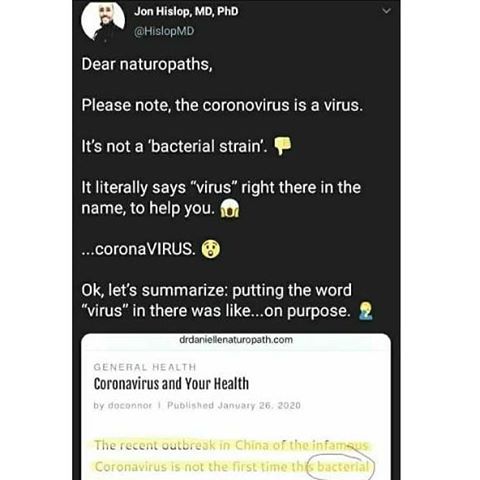 Jon Hislop, MD, PhD
@HislopMD
Dear naturopaths,
Please note, the coronovirus is a virus.
It's not a 'bacterial strain'. 👎
It literally says "virus" right there in the
name, to help you. 😱
...coronaVIRUS. 😲
Ok, let's summarize: putting the word
"virus" in there was like...on purpose. 🤦
drdaniellenaturopath.com
GENERAL HEALTH
Coronavirus and Your Health
by doconnor | Published January 26, 2020
The recent outbreak in China of the infamous
Coronavirus is not the first time this bacterial